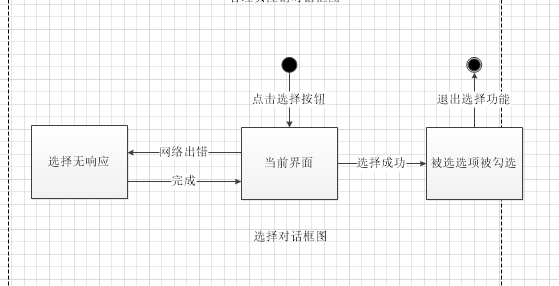 点击选择按钮
退出选择功能
网络出错
选择无响应
当前界面
选择成功
被选选项被勾选
完成
选择对话框图